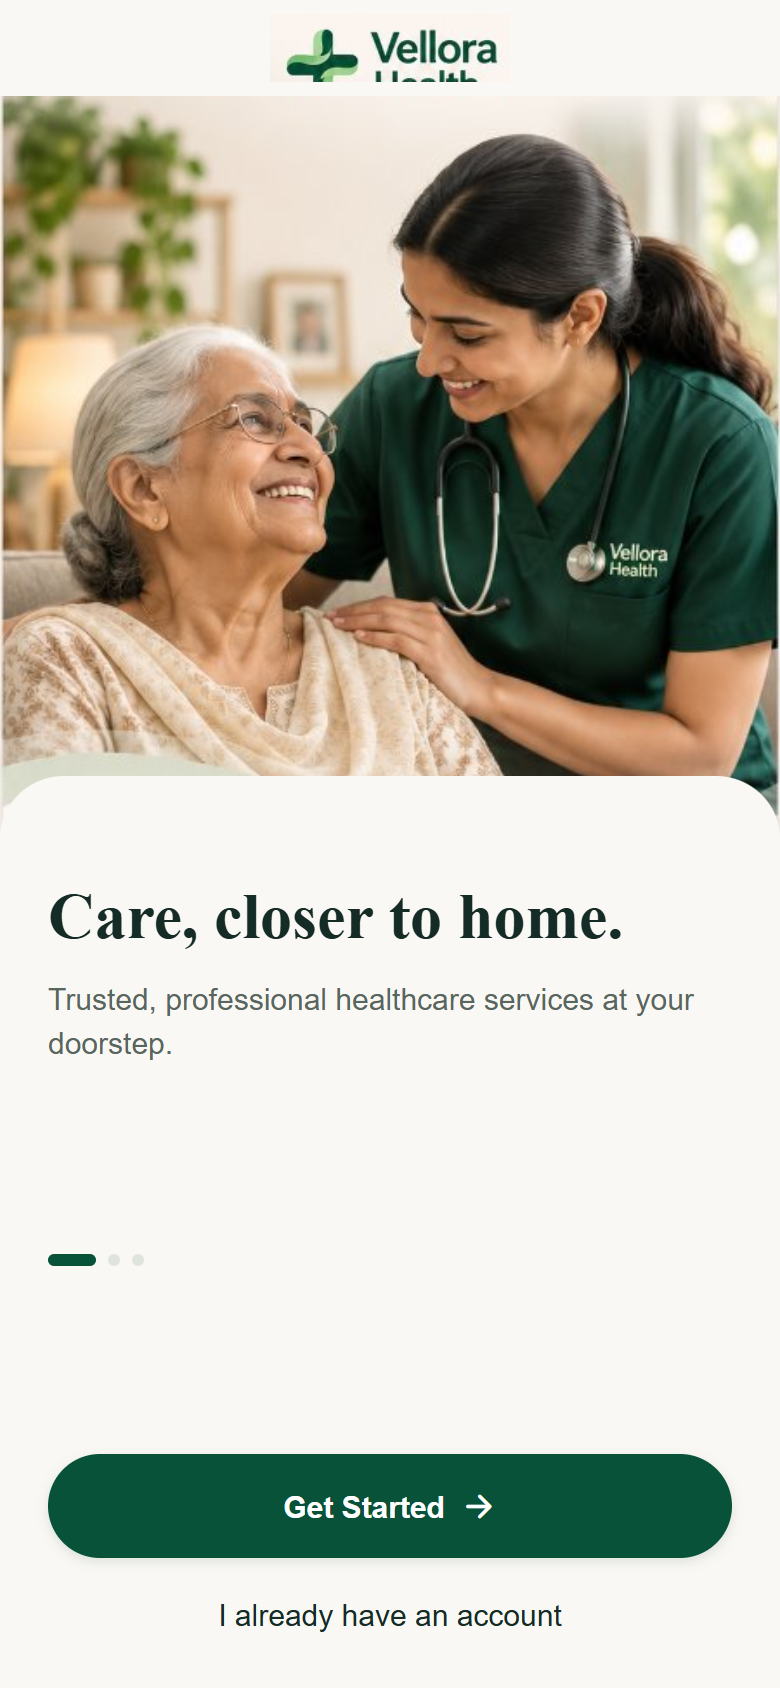 Vellora
Health
Vellora
Health
Care, closer to home.
Trusted, professional healthcare services at your
doorstep.
Get Started
I already have an account